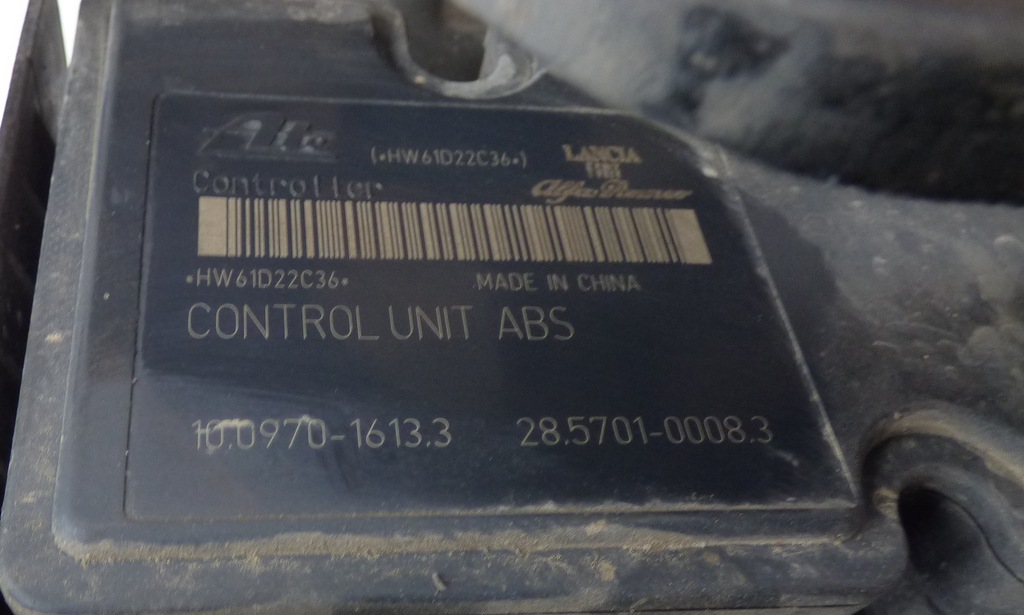 Ate (•HW61D22C36•) LANCIA
FIAT
Controller Alfa Romeo
•HW61D22C36• MADE IN CHINA
CONTROL UNIT ABS
10.0970-1613.3 28.5701-0008.3